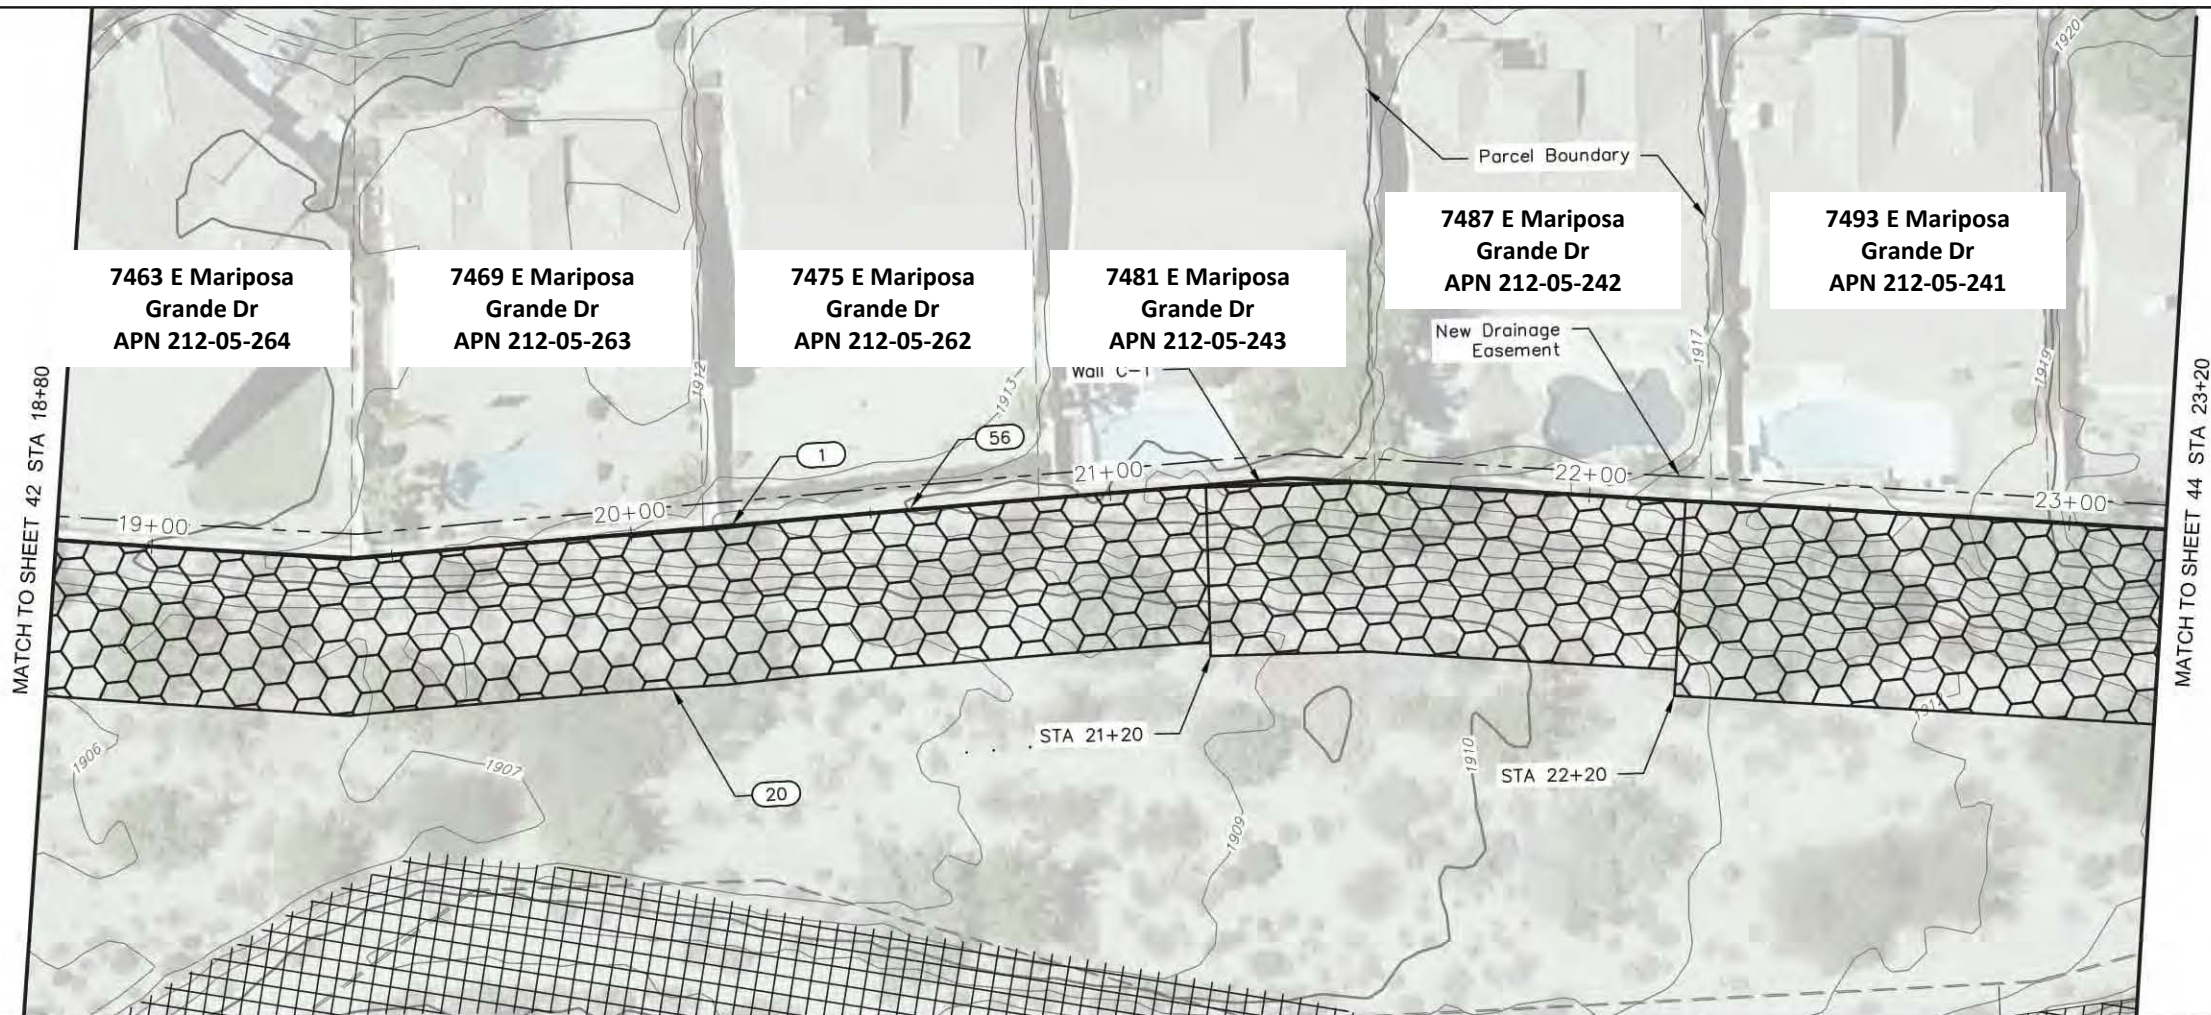 1920
Parcel Boundary
7487 E Mariposa
Grande Dr
APN 212-05-242
7493 E Mariposa
Grande Dr
APN 212-05-241
7463 E Mariposa
Grande Dr
APN 212-05-264
7469 E Mariposa
Grande Dr
APN 212-05-263
7475 E Mariposa
Grande Dr
APN 212-05-262
7481 E Mariposa
Grande Dr
APN 212-05-243
New Drainage
Easement
1917
1919
Wall C-1
1912
1913
MATCH TO SHEET 42 STA 18+80
MATCH TO SHEET 44 STA 23+20
1
56
19+00
20+00
21+00
22+00
23+00
STA 21+20
STA 22+20
20
1906
1907
1909
1910